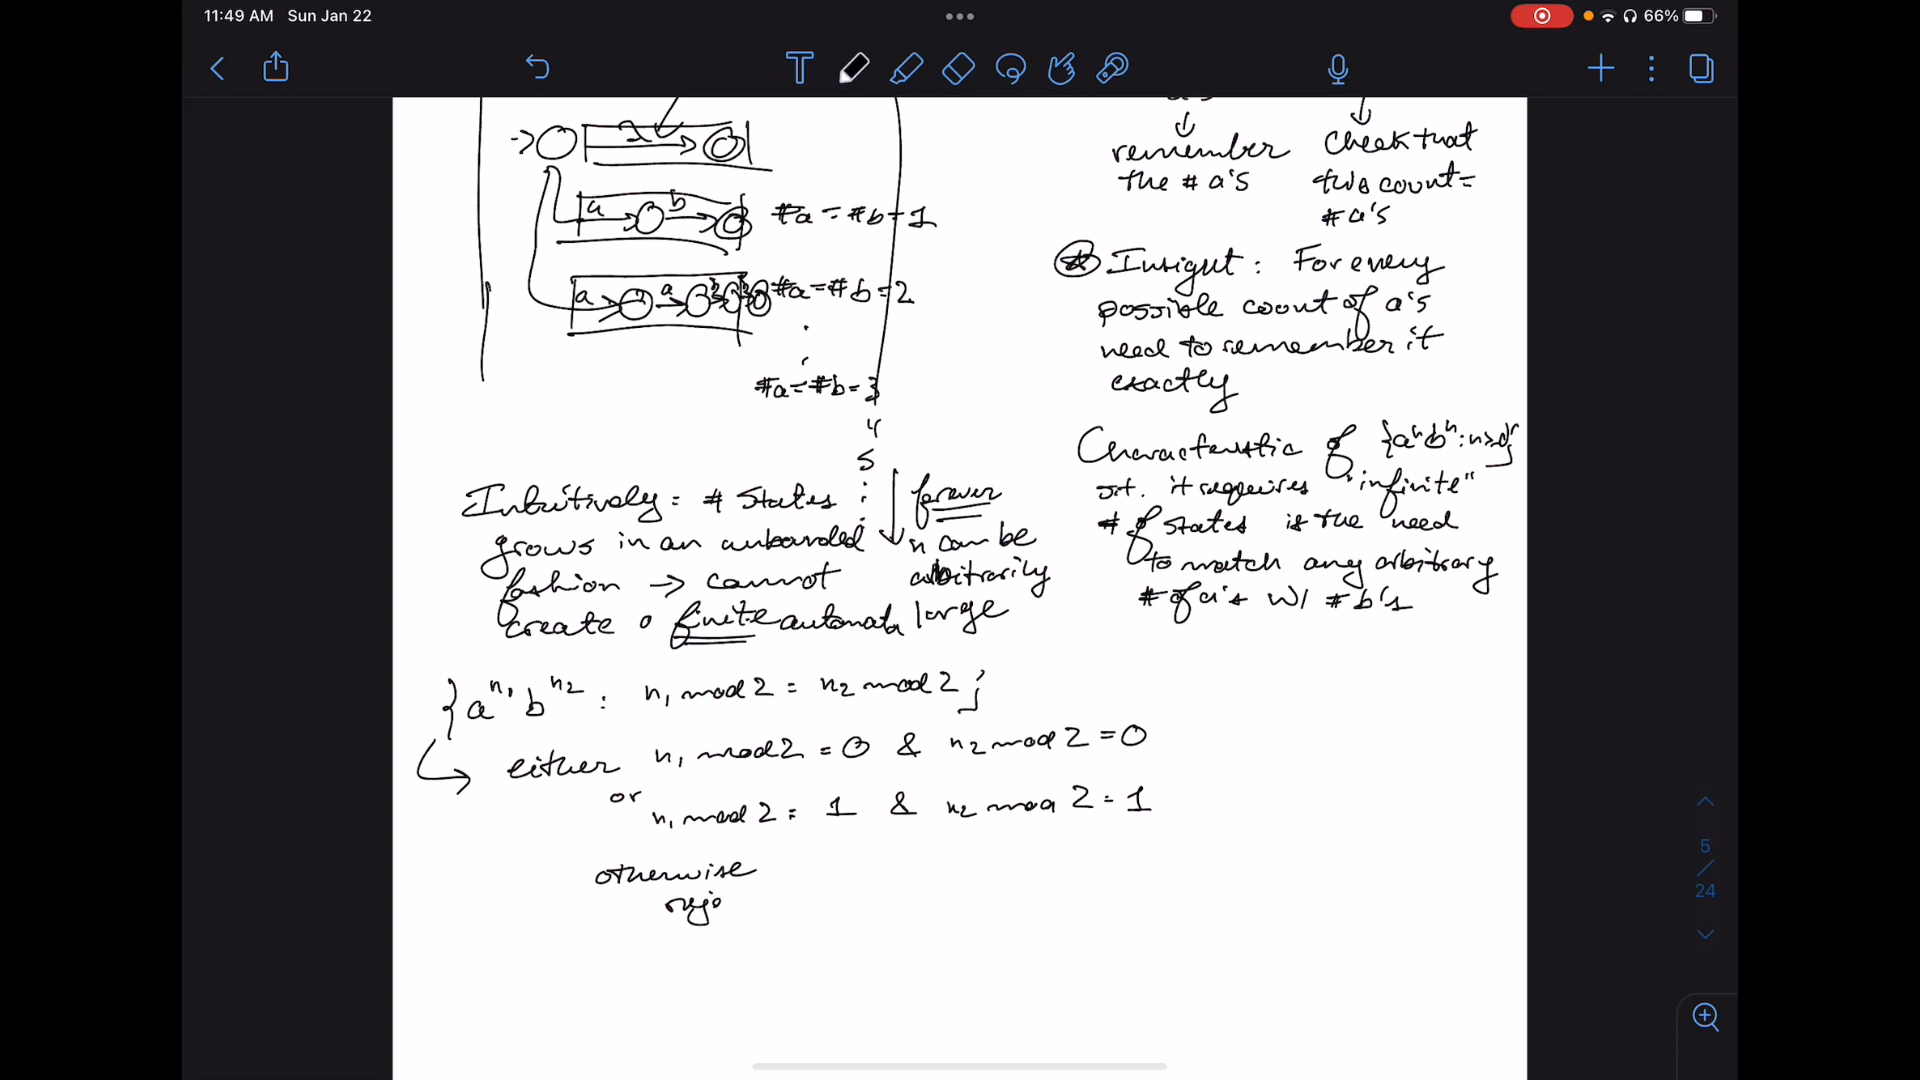 11:49 AM Sun Jan 22
66%
λ
a b #a = #b = 1
a a b b #a = #b = 2
#a = #b = 3
4
5
Intuitively: # states
grows in an unbounded
fashion → cannot
create a finite automata
forever
n can be
arbitrarily
large
a's
remember
the # a's
Check that
this count =
# a's
Insight: For every
possible count of a's
need to remember it
exactly
Characteristic of {aⁿbⁿ: n≥0}
s.t. it requires "infinite"
# of states is the need
to match any arbitrary
# of a's w/ # b's
{a^n₁ b^n₂ : n₁ mod 2 = n₂ mod 2}
either n₁ mod 2 = 0 & n₂ mod 2 = 0
or
n₁ mod 2 = 1 & n₂ mod 2 = 1
otherwise
reje
5
/
24